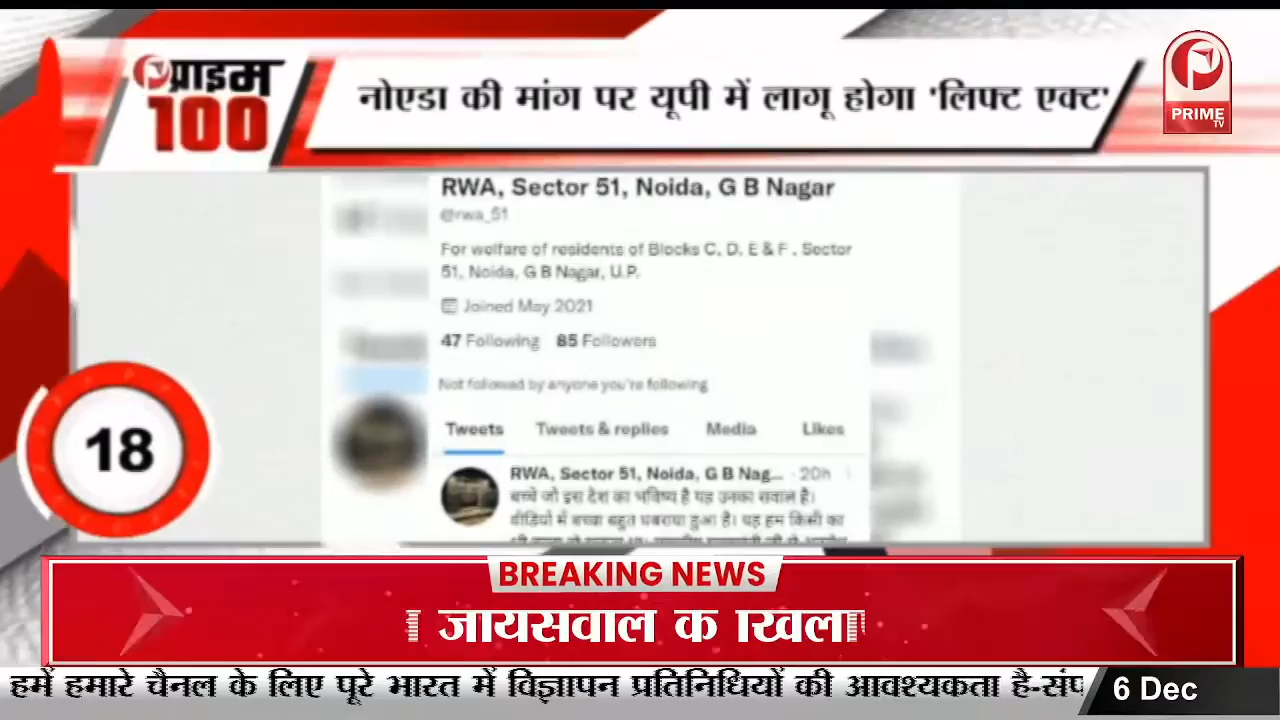 प्राइम
100
नोएडा की मांग पर यूपी में लागू होगा 'लिफ्ट एक्ट'
PRIME
TV
RWA, Sector 51, Noida, G B Nagar
@rwa_51
For welfare of residents of Blocks C, D, E & F , Sector
51, Noida, G B Nagar, U.P.
Joined May 2021
47 Following 85 Followers
Not followed by anyone you're following
Tweets Tweets & replies Media Likes
RWA, Sector 51, Noida, G B Nag... · 20h
बच्चे जो इस देश का भविष्य है यह उनका सवाल है।
वीडियो में बच्चा बहुत घबराया हुआ है। यह हम किसी का
18
BREAKING NEWS
जायसवाल क खिला
हमें हमारे चैनल के लिए पूरे भारत में विज्ञापन प्रतिनिधियों की आवश्यकता है-संप
6 Dec